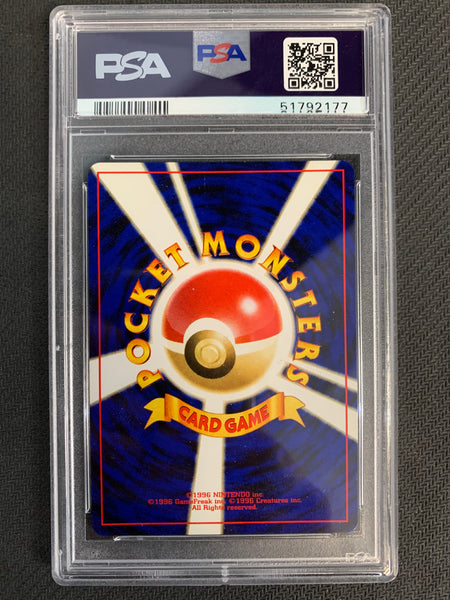 PSA
PSA
51792177
POCKET MONSTERS
CARD GAME
©1996 NINTENDO inc.
©1996 GameFreak inc. ©1996 Creatures inc.
All Rights reserved.
PSA